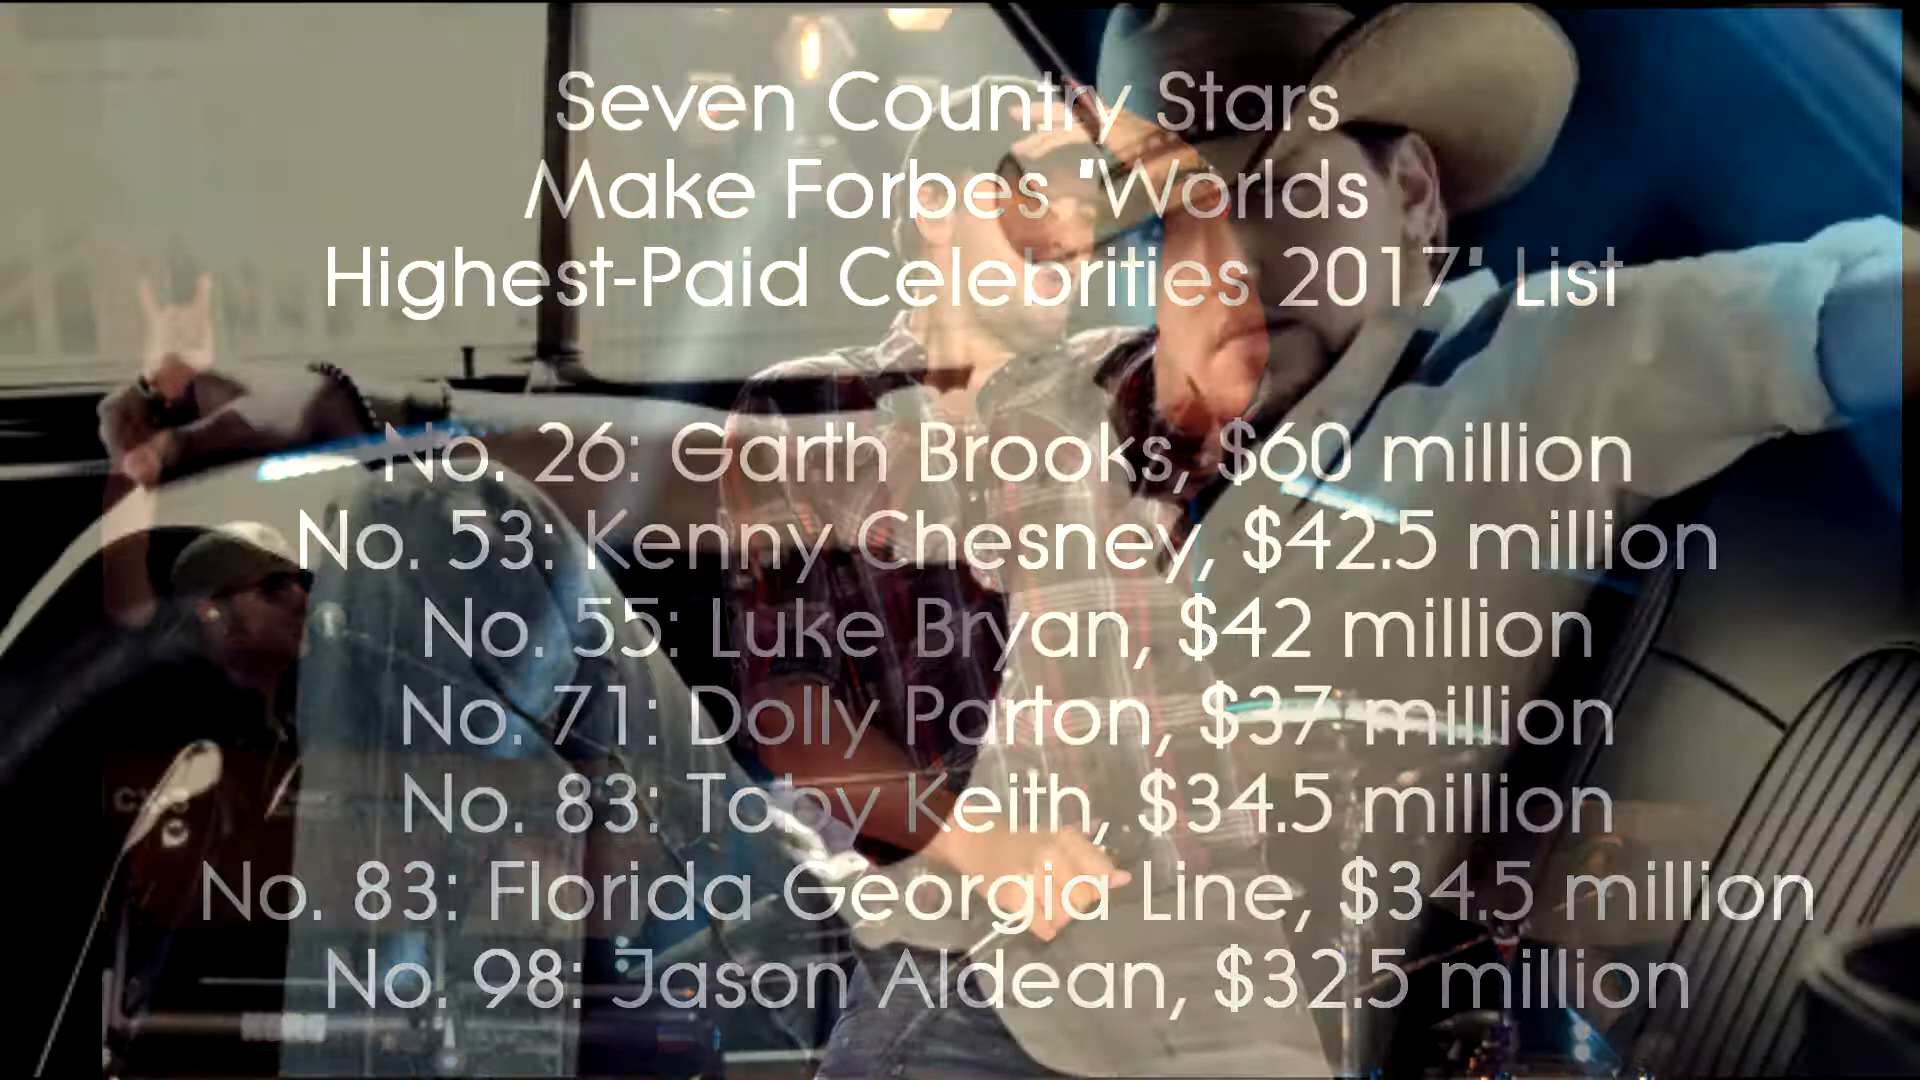 Seven Country Stars
Make Forbes "Worlds
Highest-Paid Celebrities 2017" List
No. 26: Garth Brooks, $60 million
No. 53: Kenny Chesney, $42.5 million
No. 55: Luke Bryan, $42 million
No. 71: Dolly Parton, $37 million
No. 83: Toby Keith, $34.5 million
No. 83: Florida Georgia Line, $34.5 million
No. 98: Jason Aldean, $32.5 million